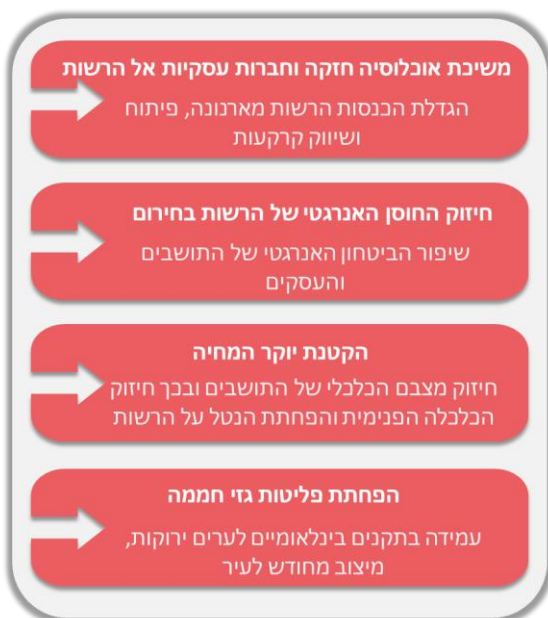 משיכת אוכלוסיה חזקה וחברות עסקיות אל הרשות
הגדלת הכנסות הרשות מארנונה, פיתוח
ושיווק קרקעות
חיזוק החוסן האנרגטי של הרשות בחירום
שיפור הביטחון האנרגטי של התושבים
והעסקים
הקטנת יוקר המחיה
חיזוק מצבם הכלכלי של התושבים ובכך חיזוק
הכלכלה הפנימית והפחתת הנטל על הרשות
הפחתת פליטות גזי חממה
עמידה בתקנים בינלאומיים לערים ירוקות,
מיצוב מחודש לעיר